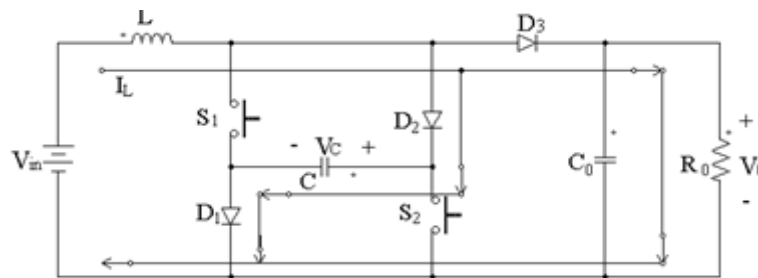 L
D3
IL
S1
D2
Vin
- VC +
C
D1
S2
C0
R0
+
V
-